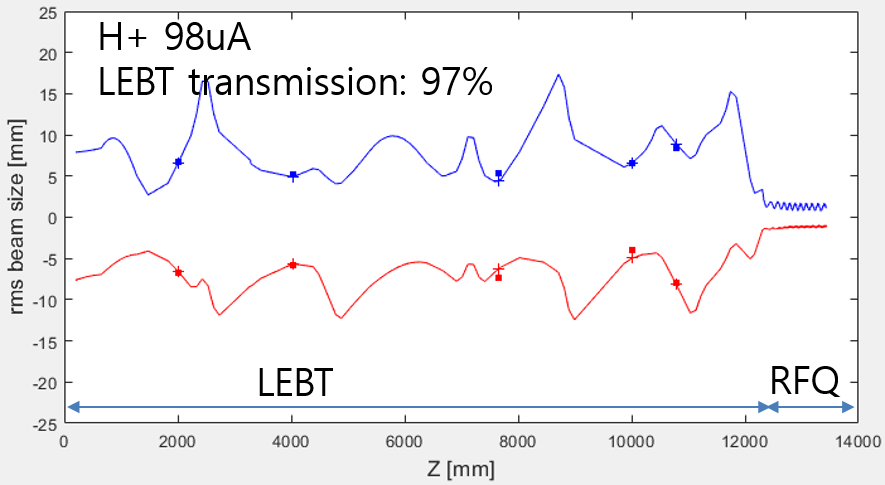 25
20
15
10
5
0
-5
-10
-15
-20
-25
rms beam size [mm]
H+ 98uA
LEBT transmission: 97%
LEBT
RFQ
0 2000 4000 6000 8000 10000 12000 14000
Z [mm]